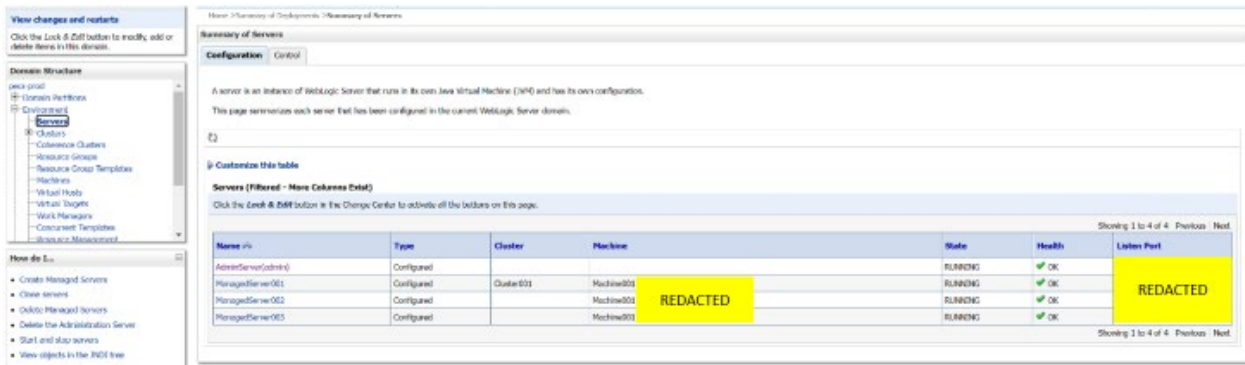 View changes and restarts
Click the Lock & Edit button to modify, add or
delete items in this domain.
Domain Structure
Domain Partitions
Environment
Servers
Clusters
Coherence Clusters
Resource Groups
Resource Group Templates
Machines
Virtual Hosts
Virtual Targets
Work Managers
Concurrent Templates
Resource Management
How do I...
Create Managed Servers
Clone servers
Delete Managed Servers
Delete the Administration Server
Start and stop servers
View objects in the JNDI tree
Home >Summary of Deployments >Summary of Servers
Summary of Servers
Configuration Control
A server is an instance of WebLogic Server that runs in its own Java Virtual Machine (JVM) and has its own configuration.
This page summarizes each server that has been configured in the current WebLogic Server domain.
Customize this table
Servers (Filtered - More Columns Exist)
Click the Lock & Edit button in the Change Center to activate all the buttons on this page.
Showing 1 to 4 of 4 Previous Next
Name Type Cluster Machine State Health Listen Port
AdminServer(admin) Configured RUNNING OK
ManagedServer001 Configured Cluster001 Machine001 RUNNING OK
ManagedServer002 Configured Machine001 RUNNING OK
ManagedServer003 Configured Machine001 RUNNING OK
REDACTED
REDACTED
Showing 1 to 4 of 4 Previous Next